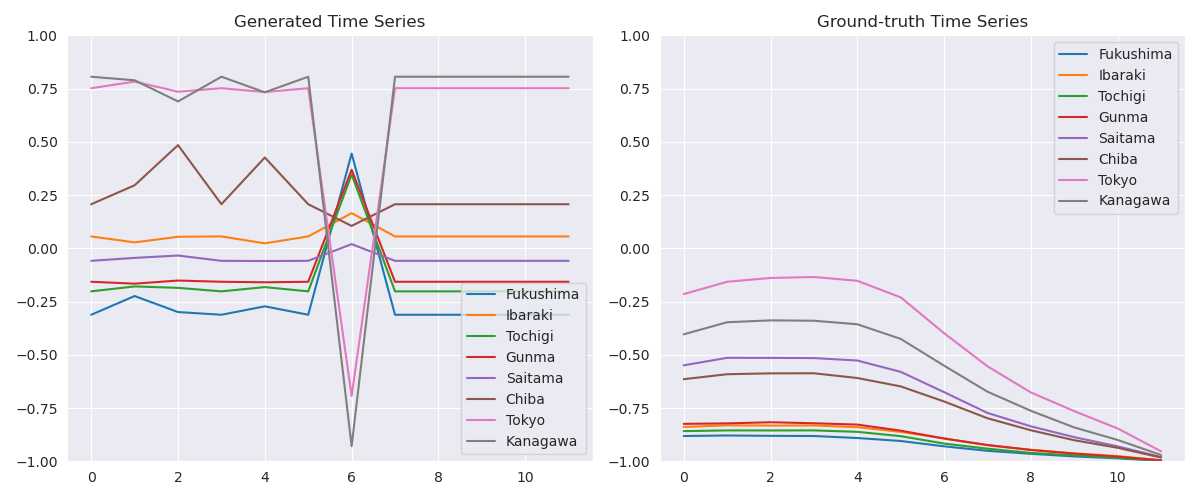 Generated Time Series
1.00
0.75
0.50
0.25
0.00
−0.25
−0.50
−0.75
−1.00
0
2
4
6
8
10
Fukushima
Ibaraki
Tochigi
Gunma
Saitama
Chiba
Tokyo
Kanagawa
Ground-truth Time Series
1.00
0.75
0.50
0.25
0.00
−0.25
−0.50
−0.75
−1.00
0
2
4
6
8
10
Fukushima
Ibaraki
Tochigi
Gunma
Saitama
Chiba
Tokyo
Kanagawa